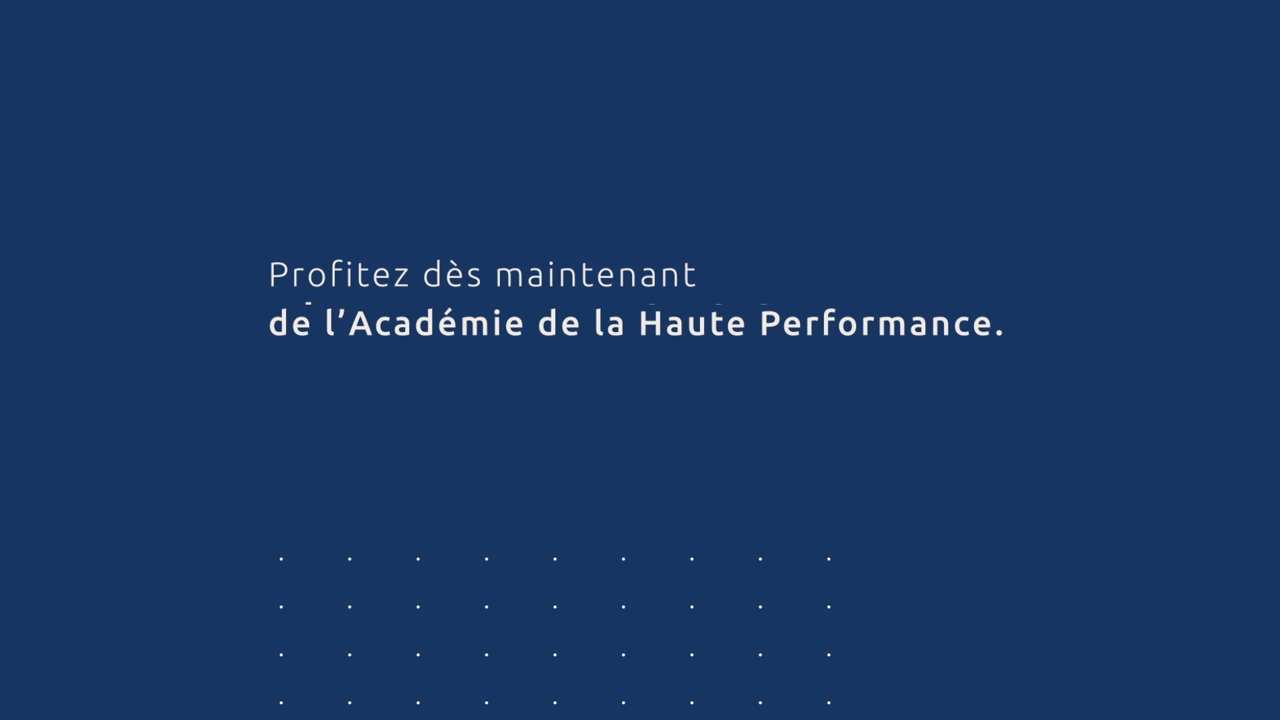 Profitez dès maintenant
de l’Académie de la Haute Performance.